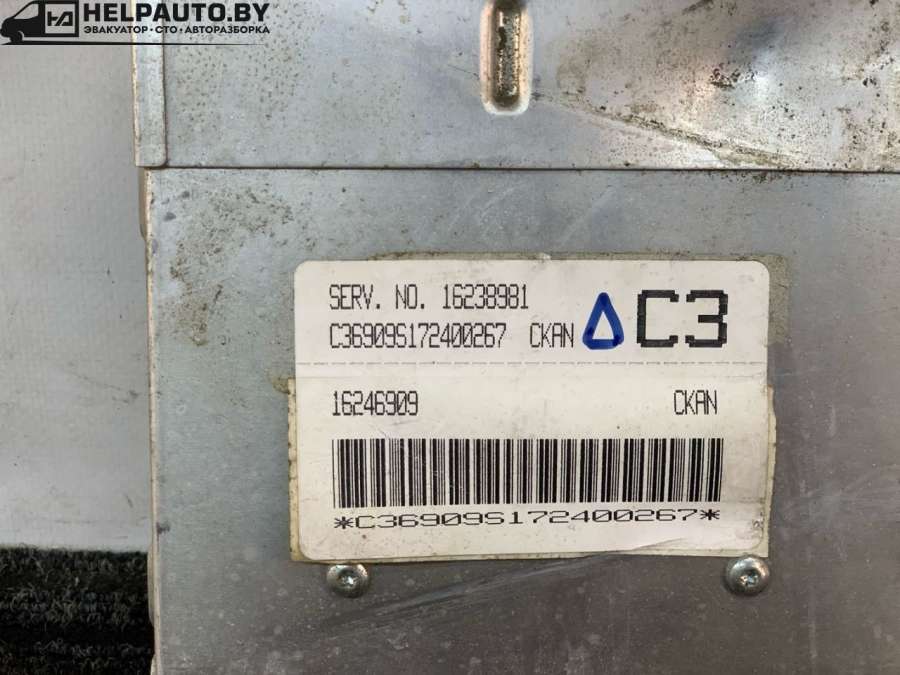 HELPAUTO.BY
ЭВАКУАТОР · СТО · АВТОРАЗБОРКА
SERV. NO. 16238981
C36909S172400267 CKAN C3
16246909 CKAN
*C36909S172400267*